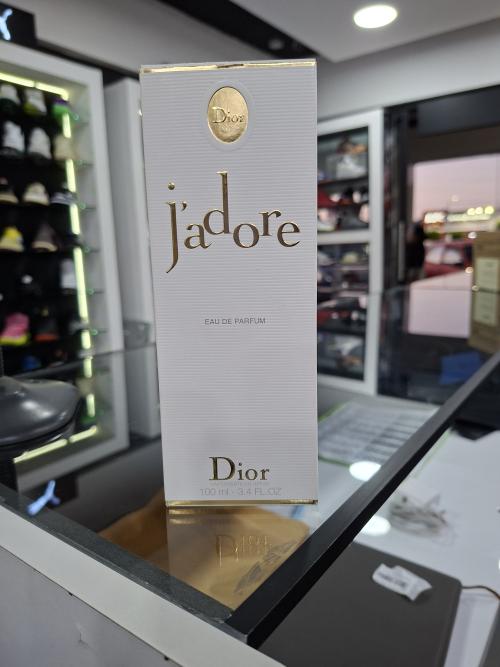 Dior
j'adore
EAU DE PARFUM
Dior
100 ml - 3.4 FL.OZ